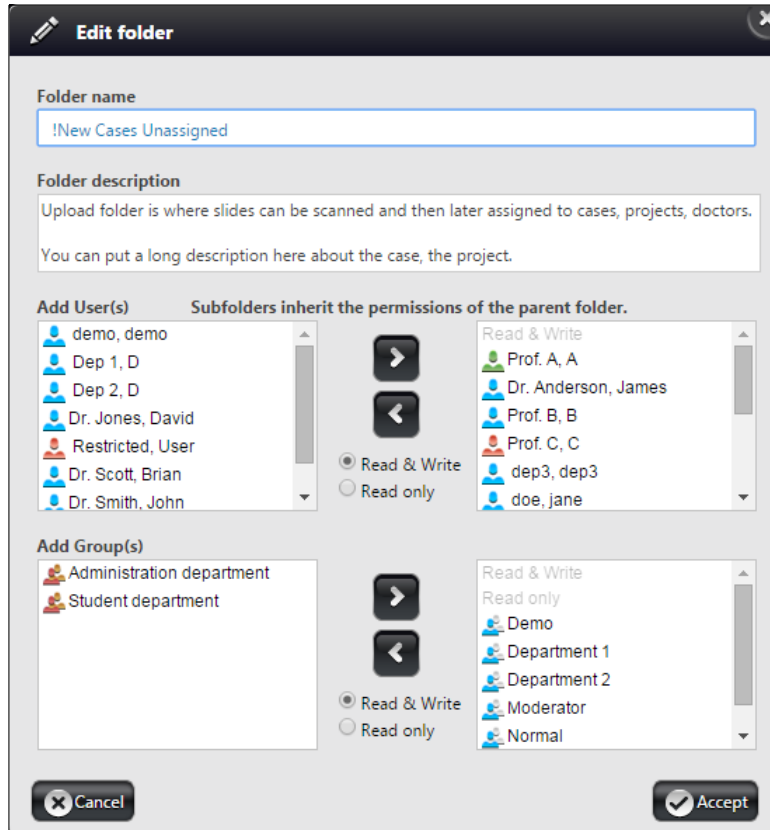 Edit folder
Folder name
!New Cases Unassigned
Folder description
Upload folder is where slides can be scanned and then later assigned to cases, projects, doctors.
You can put a long description here about the case, the project.
Add User(s) Subfolders inherit the permissions of the parent folder.
demo, demo
Dep 1, D
Dep 2, D
Dr. Jones, David
Restricted, User
Dr. Scott, Brian
Dr. Smith, John
Read & Write
Read only
Read & Write
Prof. A, A
Dr. Anderson, James
Prof. B, B
Prof. C, C
dep3, dep3
doe, jane
Add Group(s)
Administration department
Student department
Read & Write
Read only
Read & Write
Read only
Demo
Department 1
Department 2
Moderator
Normal
Cancel
Accept